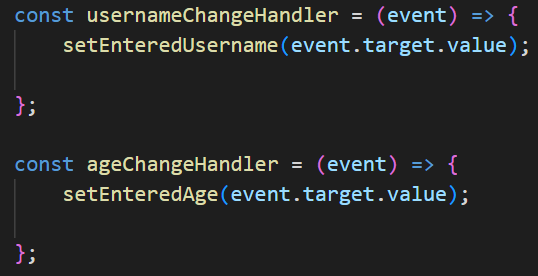 const usernameChangeHandler = (event) => {
    setEnteredUsername(event.target.value);
};
const ageChangeHandler = (event) => {
    setEnteredAge(event.target.value);
};